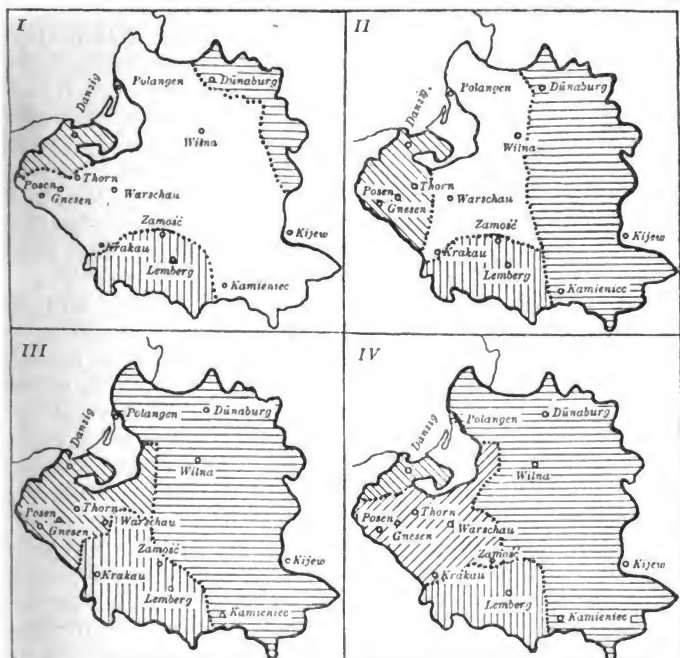 I
Polangen
Dünaburg
Danzig
Wilna
Thorn
Posen
Gnesen
Warschau
Zamość
Krakau
Kijew
Lemberg
Kamieniec
II
Polangen
Dünaburg
Danzig.
Wilna
Thorn
Posen
Gnesen
Warschau
Zamość
Krakau
Kijew
Lemberg
Kamieniec
III
Polangen
Dünaburg
Danzig
Wilna
Thorn
Posen
Gnesen
Warschau
Zamość
Krakau
Kijew
Lemberg
Kamieniec
IV
Polangen
Dünaburg
Danzig
Wilna
Thorn
Posen
Gnesen
Warschau
Zamość
Krakau
Kijew
Lemberg
Kamieniec